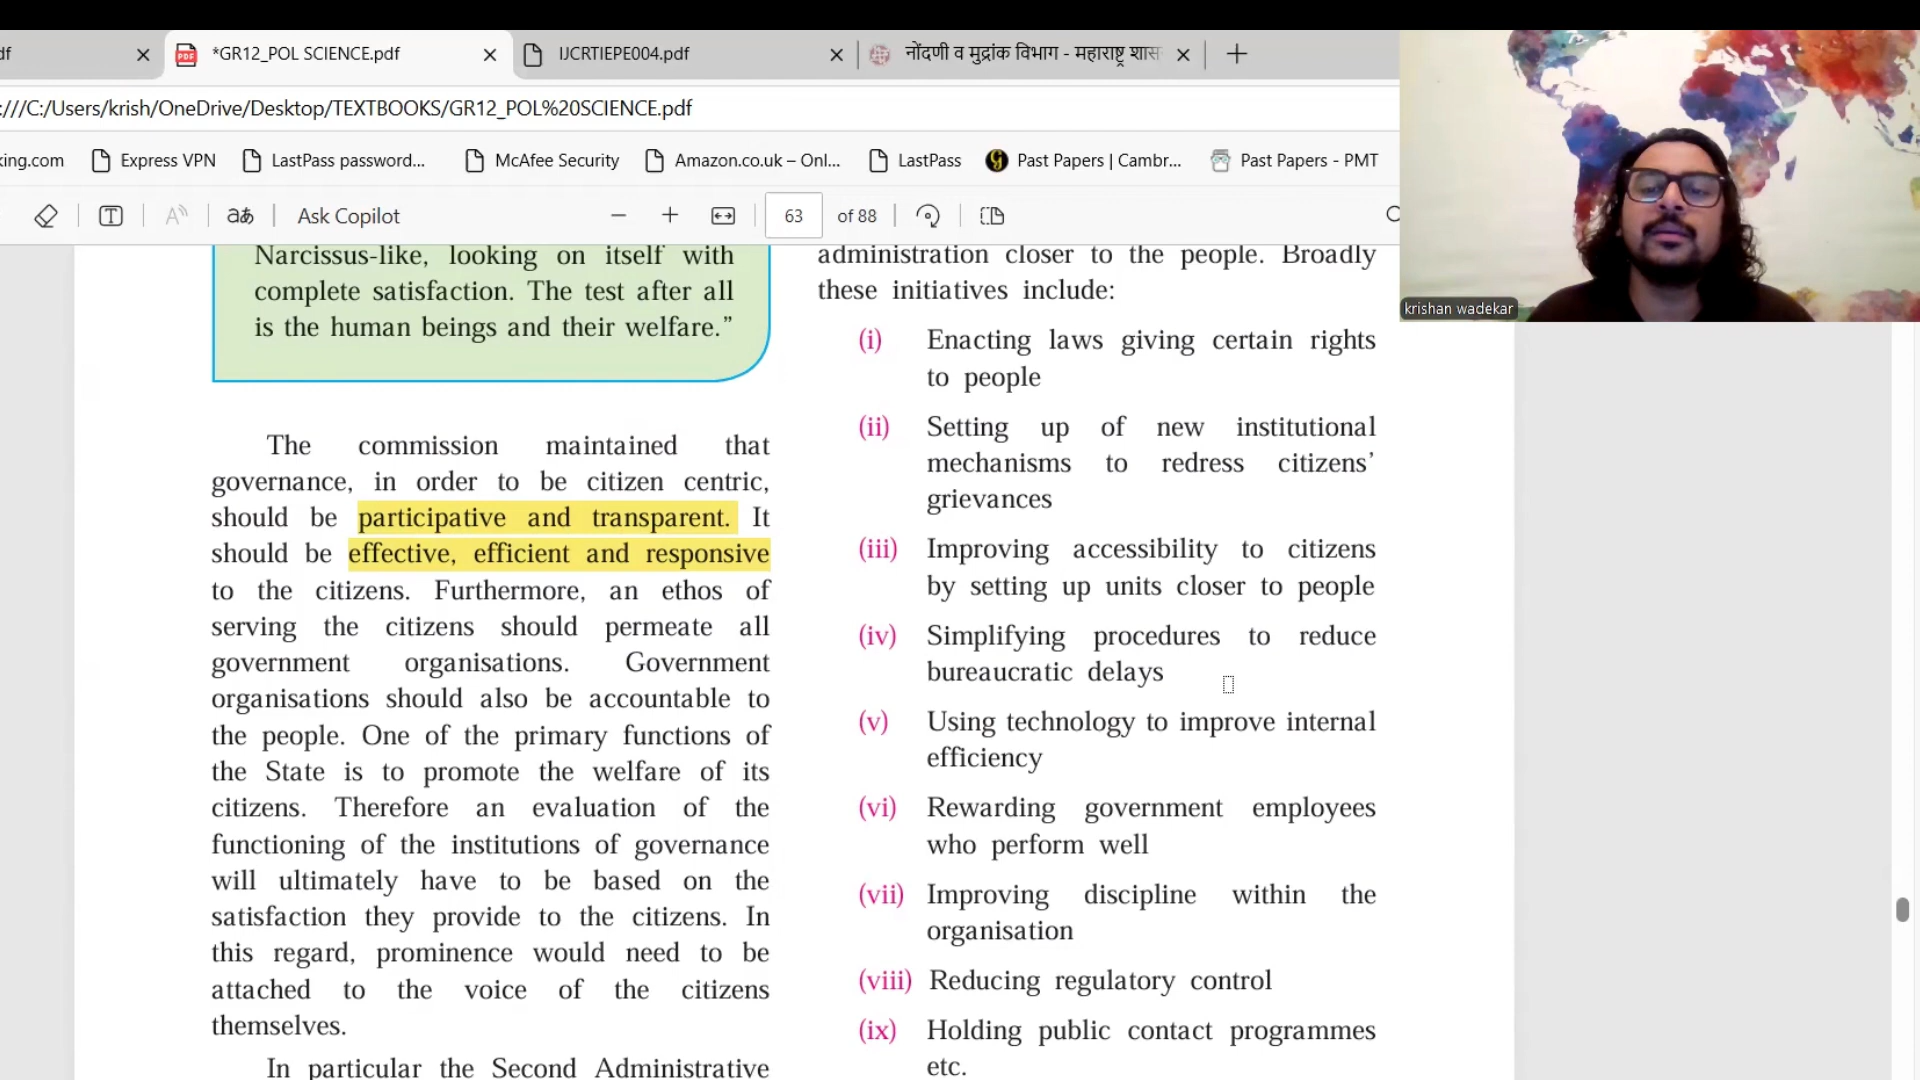 df
*GR12_POL SCIENCE.pdf
IJCRTIEPE004.pdf
नोंदणी व मुद्रांक विभाग - महाराष्ट्र शास
:///C:/Users/krish/OneDrive/Desktop/TEXTBOOKS/GR12_POL%20SCIENCE.pdf
king.com
Express VPN
LastPass password...
McAfee Security
Amazon.co.uk – Onl...
LastPass
Past Papers | Cambr...
Past Papers - PMT
Ask Copilot
63 of 88
krishan wadekar
Narcissus-like, looking on itself with
complete satisfaction. The test after all
is the human beings and their welfare.”
The commission maintained that
governance, in order to be citizen centric,
should be participative and transparent. It
should be effective, efficient and responsive
to the citizens. Furthermore, an ethos of
serving the citizens should permeate all
government organisations. Government
organisations should also be accountable to
the people. One of the primary functions of
the State is to promote the welfare of its
citizens. Therefore an evaluation of the
functioning of the institutions of governance
will ultimately have to be based on the
satisfaction they provide to the citizens. In
this regard, prominence would need to be
attached to the voice of the citizens
themselves.
In particular the Second Administrative
administration closer to the people. Broadly
these initiatives include:
(i) Enacting laws giving certain rights
to people
(ii) Setting up of new institutional
mechanisms to redress citizens’
grievances
(iii) Improving accessibility to citizens
by setting up units closer to people
(iv) Simplifying procedures to reduce
bureaucratic delays
(v) Using technology to improve internal
efficiency
(vi) Rewarding government employees
who perform well
(vii) Improving discipline within the
organisation
(viii) Reducing regulatory control
(ix) Holding public contact programmes
etc.